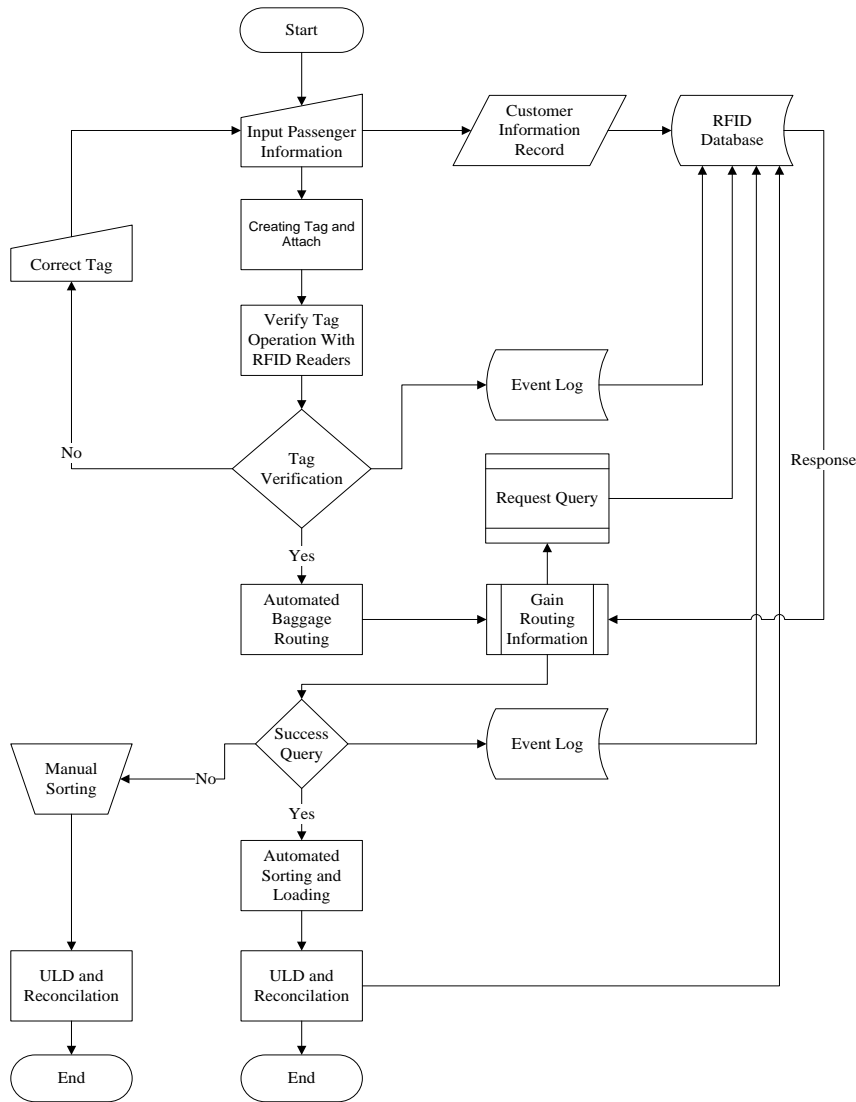 Start
Input Passenger
Information
Customer
Information
Record
RFID
Database
Creating Tag and
Attach
Correct Tag
Verify Tag
Operation With
RFID Readers
Event Log
No
Tag
Verification
Response
Request Query
Yes
Automated
Baggage
Routing
Gain
Routing
Information
Success
Query
Event Log
Manual
Sorting
No
Yes
Automated
Sorting and
Loading
ULD and
Reconcilation
ULD and
Reconcilation
End
End